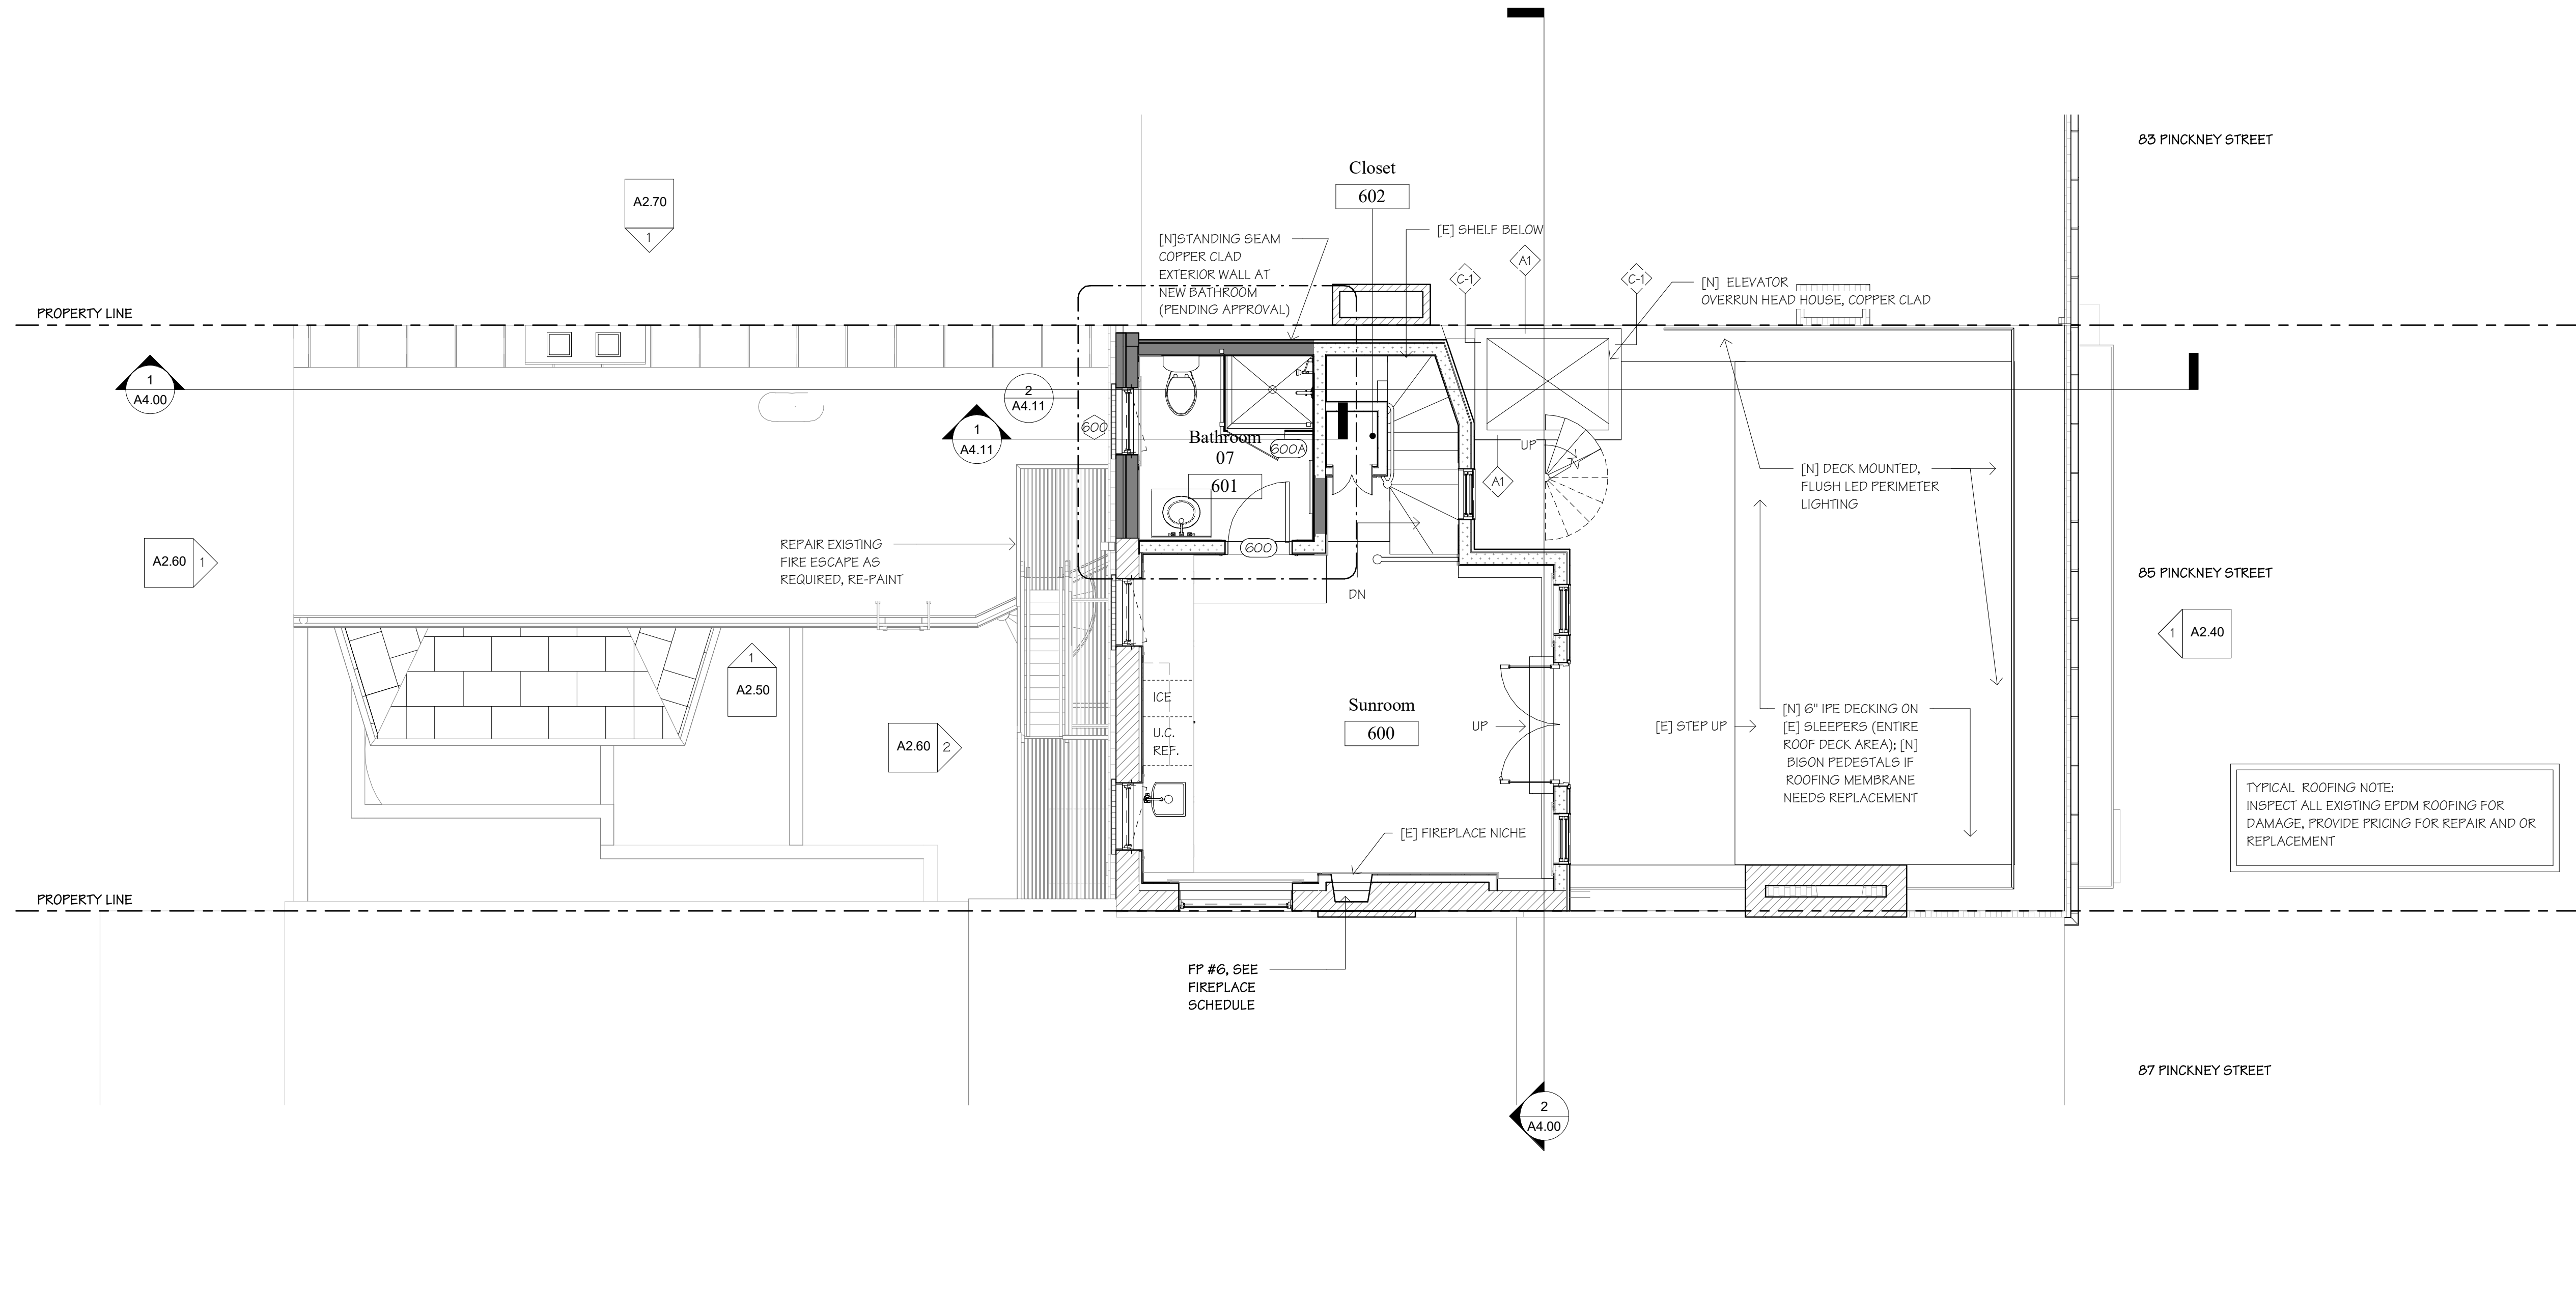 83 PINCKNEY STREET
Closet
602
A2.70
1
[N]STANDING SEAM
COPPER CLAD
EXTERIOR WALL AT
NEW BATHROOM
(PENDING APPROVAL)
[E] SHELF BELOW
A1
C-1
C-1
[N] ELEVATOR
OVERRUN HEAD HOUSE, COPPER CLAD
PROPERTY LINE
1
A4.00
2
A4.11
1
A4.11
600
Bathroom
07
601
600A
UP
A1
[N] DECK MOUNTED,
FLUSH LED PERIMETER
LIGHTING
REPAIR EXISTING
FIRE ESCAPE AS
REQUIRED, RE-PAINT
600
A2.60
1
DN
85 PINCKNEY STREET
1
A2.40
1
A2.50
A2.60
2
ICE
U.C.
REF.
Sunroom
600
UP
[E] STEP UP
[N] 6" IPE DECKING ON
[E] SLEEPERS (ENTIRE
ROOF DECK AREA); [N]
BISON PEDESTALS IF
ROOFING MEMBRANE
NEEDS REPLACEMENT
[E] FIREPLACE NICHE
TYPICAL ROOFING NOTE:
INSPECT ALL EXISTING EPDM ROOFING FOR
DAMAGE, PROVIDE PRICING FOR REPAIR AND OR
REPLACEMENT
PROPERTY LINE
FP #6, SEE
FIREPLACE
SCHEDULE
87 PINCKNEY STREET
2
A4.00